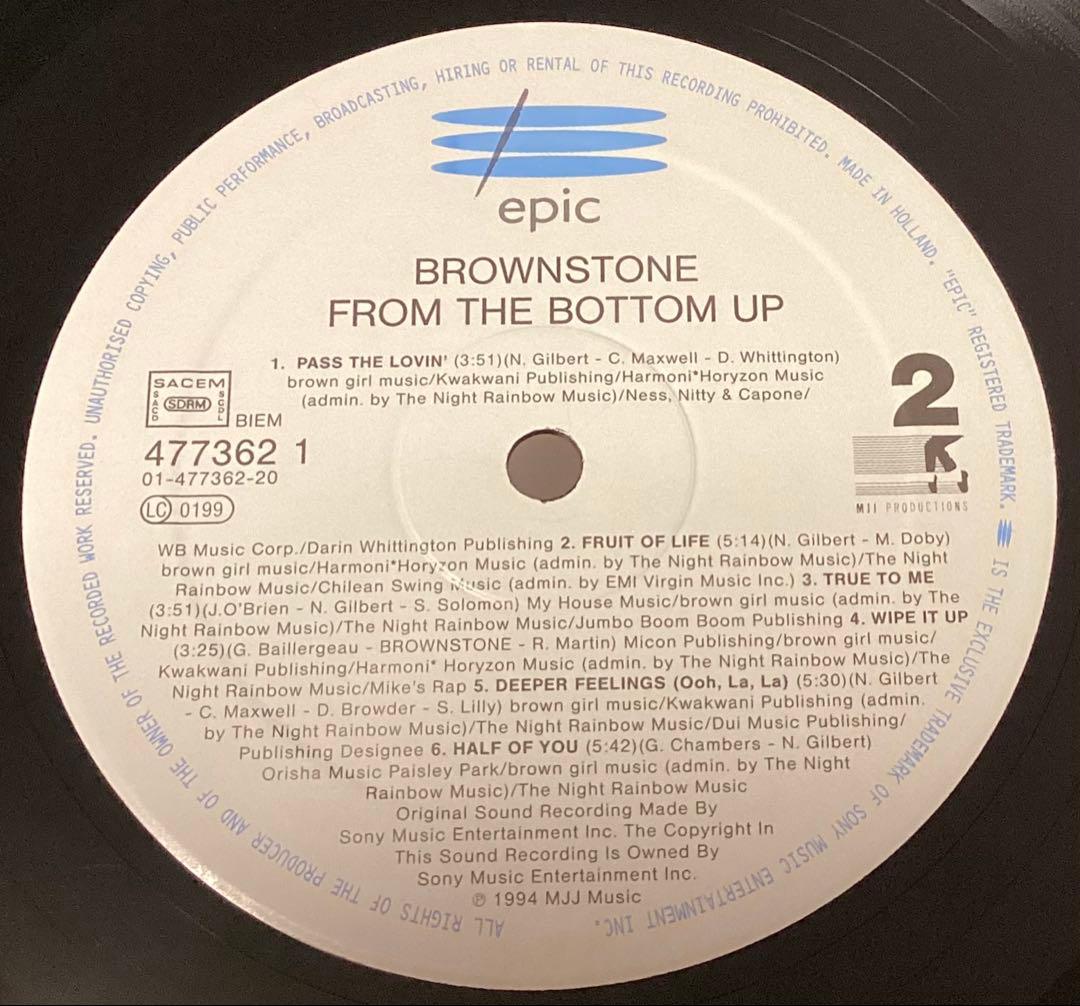 ALL RIGHTS OF THE PRODUCER AND OF THE OWNER OF THE RECORDED WORK RESERVED. UNAUTHORISED COPYING, PUBLIC PERFORMANCE, BROADCASTING, HIRING OR RENTAL OF THIS RECORDING PROHIBITED. MADE IN HOLLAND. "EPIC" REGISTERED TRADEMARK. IS THE EXCLUSIVE TRADEMARK OF SONY MUSIC ENTERTAINMENT INC.
epic
BROWNSTONE
FROM THE BOTTOM UP
1. PASS THE LOVIN' (3:51)(N. Gilbert - C. Maxwell - D. Whittington)
brown girl music/Kwakwani Publishing/Harmoni*Horyzon Music
(admin. by The Night Rainbow Music)/Ness, Nitty & Capone/
SACEM
SACD
SDRM
SGDL
BIEM
477362 1
01-477362-20
LC 0199
2
MJJ PRODUCTIONS
WB Music Corp./Darin Whittington Publishing 2. FRUIT OF LIFE (5:14)(N. Gilbert - M. Doby)
brown girl music/Harmoni*Horyzon Music (admin. by The Night Rainbow Music)/The Night
Rainbow Music/Chilean Swing Music (admin. by EMI Virgin Music Inc.) 3. TRUE TO ME
(3:51)(J.O'Brien - N. Gilbert - S. Solomon) My House Music/brown girl music (admin. by The
Night Rainbow Music)/The Night Rainbow Music/Jumbo Boom Boom Publishing 4. WIPE IT UP
(3:25)(G. Baillergeau - BROWNSTONE - R. Martin) Micon Publishing/brown girl music/
Kwakwani Publishing/Harmoni* Horyzon Music (admin. by The Night Rainbow Music)/The
Night Rainbow Music/Mike's Rap 5. DEEPER FEELINGS (Ooh, La, La) (5:30)(N. Gilbert
- C. Maxwell - D. Browder - S. Lilly) brown girl music/Kwakwani Publishing (admin.
by The Night Rainbow Music)/The Night Rainbow Music/Dui Music Publishing/
Publishing Designee 6. HALF OF YOU (5:42)(G. Chambers - N. Gilbert)
Orisha Music Paisley Park/brown girl music (admin. by The Night
Rainbow Music)/The Night Rainbow Music
Original Sound Recording Made By
Sony Music Entertainment Inc. The Copyright In
This Sound Recording Is Owned By
Sony Music Entertainment Inc.
℗ 1994 MJJ Music